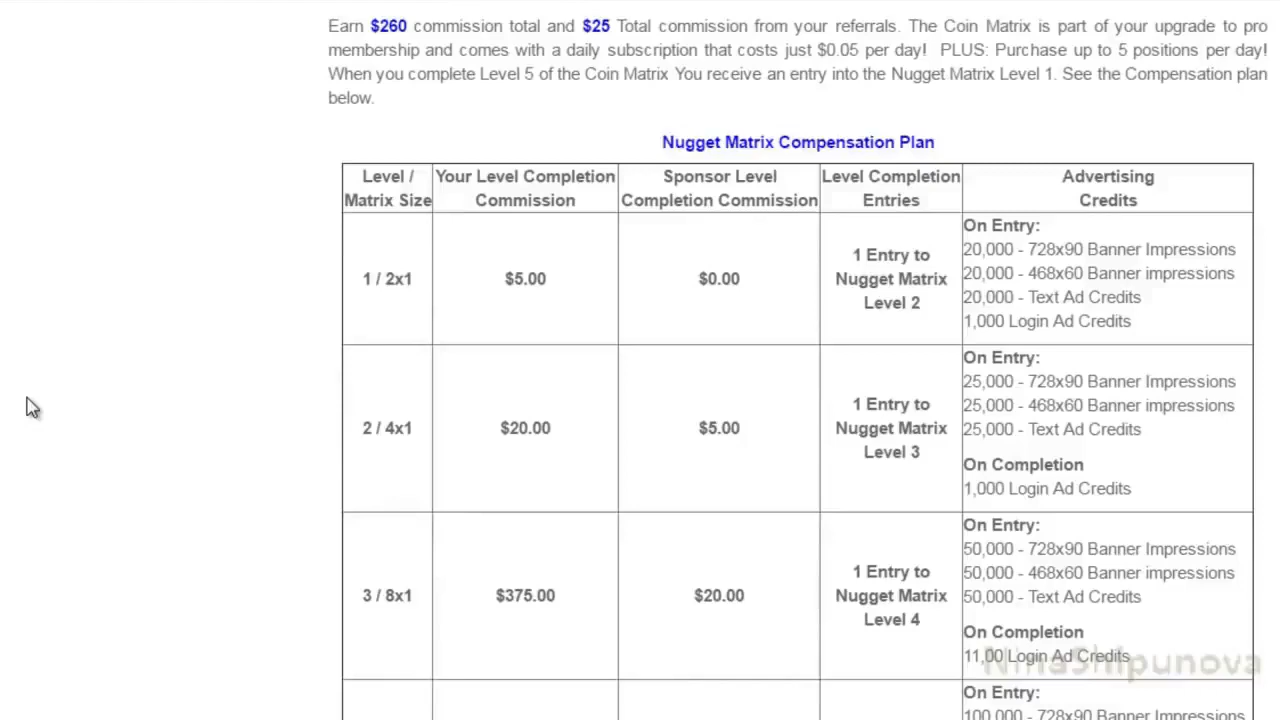 Earn $260 commission total and $25 Total commission from your referrals. The Coin Matrix is part of your upgrade to pro
membership and comes with a daily subscription that costs just $0.05 per day! PLUS: Purchase up to 5 positions per day!
When you complete Level 5 of the Coin Matrix You receive an entry into the Nugget Matrix Level 1. See the Compensation plan
below.
Nugget Matrix Compensation Plan
Level /
Matrix Size
Your Level Completion
Commission
Sponsor Level
Completion Commission
Level Completion
Entries
Advertising
Credits
1 / 2x1
$5.00
$0.00
1 Entry to
Nugget Matrix
Level 2
On Entry:
20,000 - 728x90 Banner Impressions
20,000 - 468x60 Banner impressions
20,000 - Text Ad Credits
1,000 Login Ad Credits
2 / 4x1
$20.00
$5.00
1 Entry to
Nugget Matrix
Level 3
On Entry:
25,000 - 728x90 Banner Impressions
25,000 - 468x60 Banner impressions
25,000 - Text Ad Credits
On Completion
1,000 Login Ad Credits
3 / 8x1
$375.00
$20.00
1 Entry to
Nugget Matrix
Level 4
On Entry:
50,000 - 728x90 Banner Impressions
50,000 - 468x60 Banner impressions
50,000 - Text Ad Credits
On Completion
11,00 Login Ad Credits
NinaShipunova
On Entry:
100,000 - 728x90 Banner Impressions